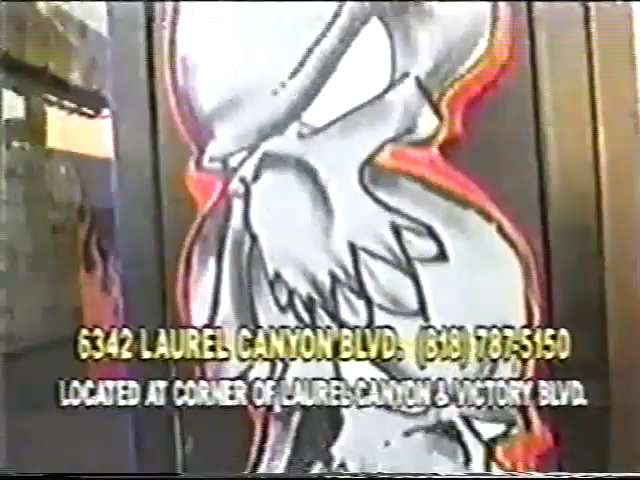 6342 LAUREL CANYON BLVD. (818) 787-5150
LOCATED AT CORNER OF LAUREL CANYON & VICTORY BLVD.